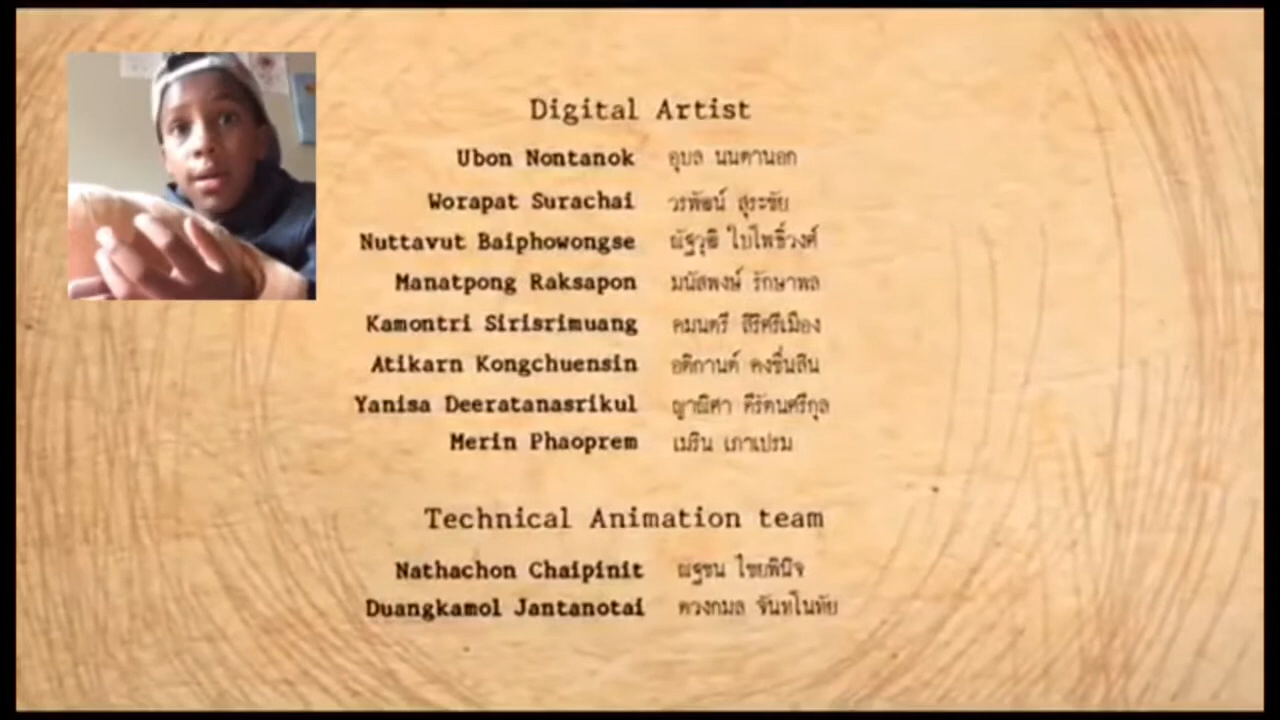 Digital Artist
Ubon Nontanok อุบล นนตานอก
Worapat Surachai วรพัฒน์ สุระชัย
Nuttavut Baiphowongse ณัฐวุฒิ ใบโพธิ์วงศ์
Manatpong Raksapon มนัสพงษ์ รักษาพล
Kamontri Sirisrimuang คมนตรี สิริศรีเมือง
Atikarn Kongchuensin อติกานต์ คงชื่นสิน
Yanisa Deeratanasrikul ญาณิศา ดีรัตนศรีกุล
Merin Phaoprem เมริน เภาเปรม
Technical Animation team
Nathachon Chaipinit ณัฐชน ไชยพินิจ
Duangkamol Jantanotai ดวงกมล จันทโนทัย